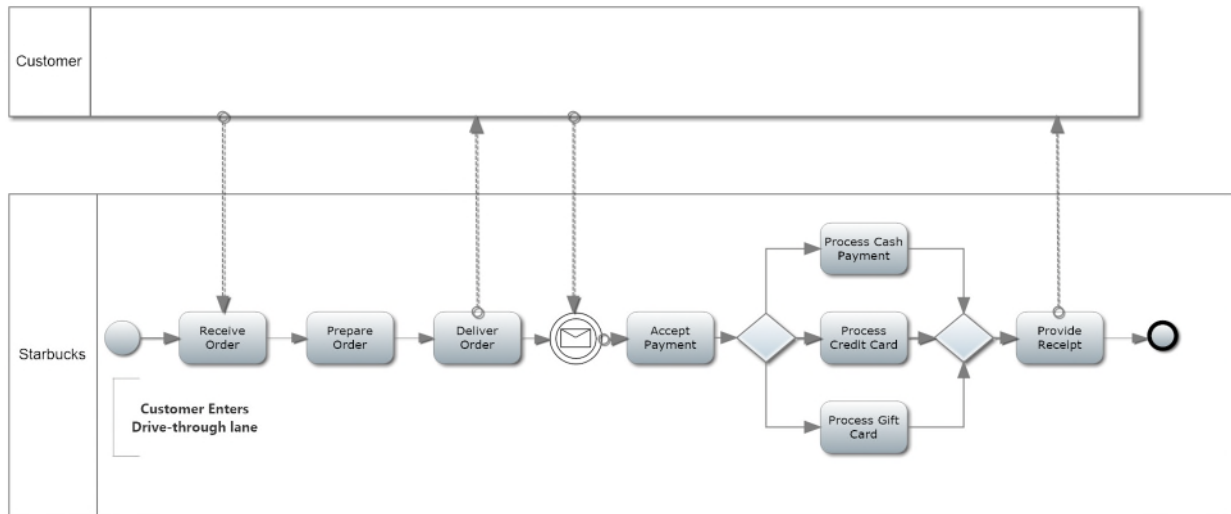 Customer
Starbucks
Receive
Order
Prepare
Order
Deliver
Order
Accept
Payment
Process Cash
Payment
Process
Credit Card
Process Gift
Card
Provide
Receipt
Customer Enters
Drive-through lane